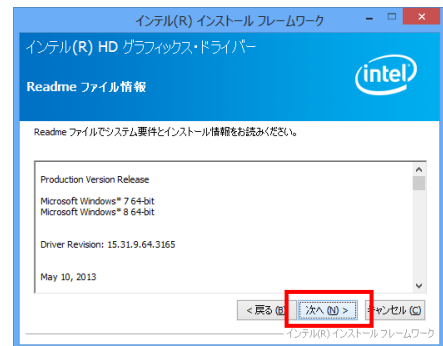 インテル(R) インストール フレームワーク
インテル(R) HD グラフィックス・ドライバー
Readme ファイル情報
intel
Readme ファイルでシステム要件とインストール情報をお読みください。
Production Version Release
Microsoft Windows* 7 64-bit
Microsoft Windows* 8 64-bit
Driver Revision: 15.31.9.64.3165
May 10, 2013
< 戻る (B) 次へ (N) > キャンセル (C)
インテル(R) インストール フレームワーク